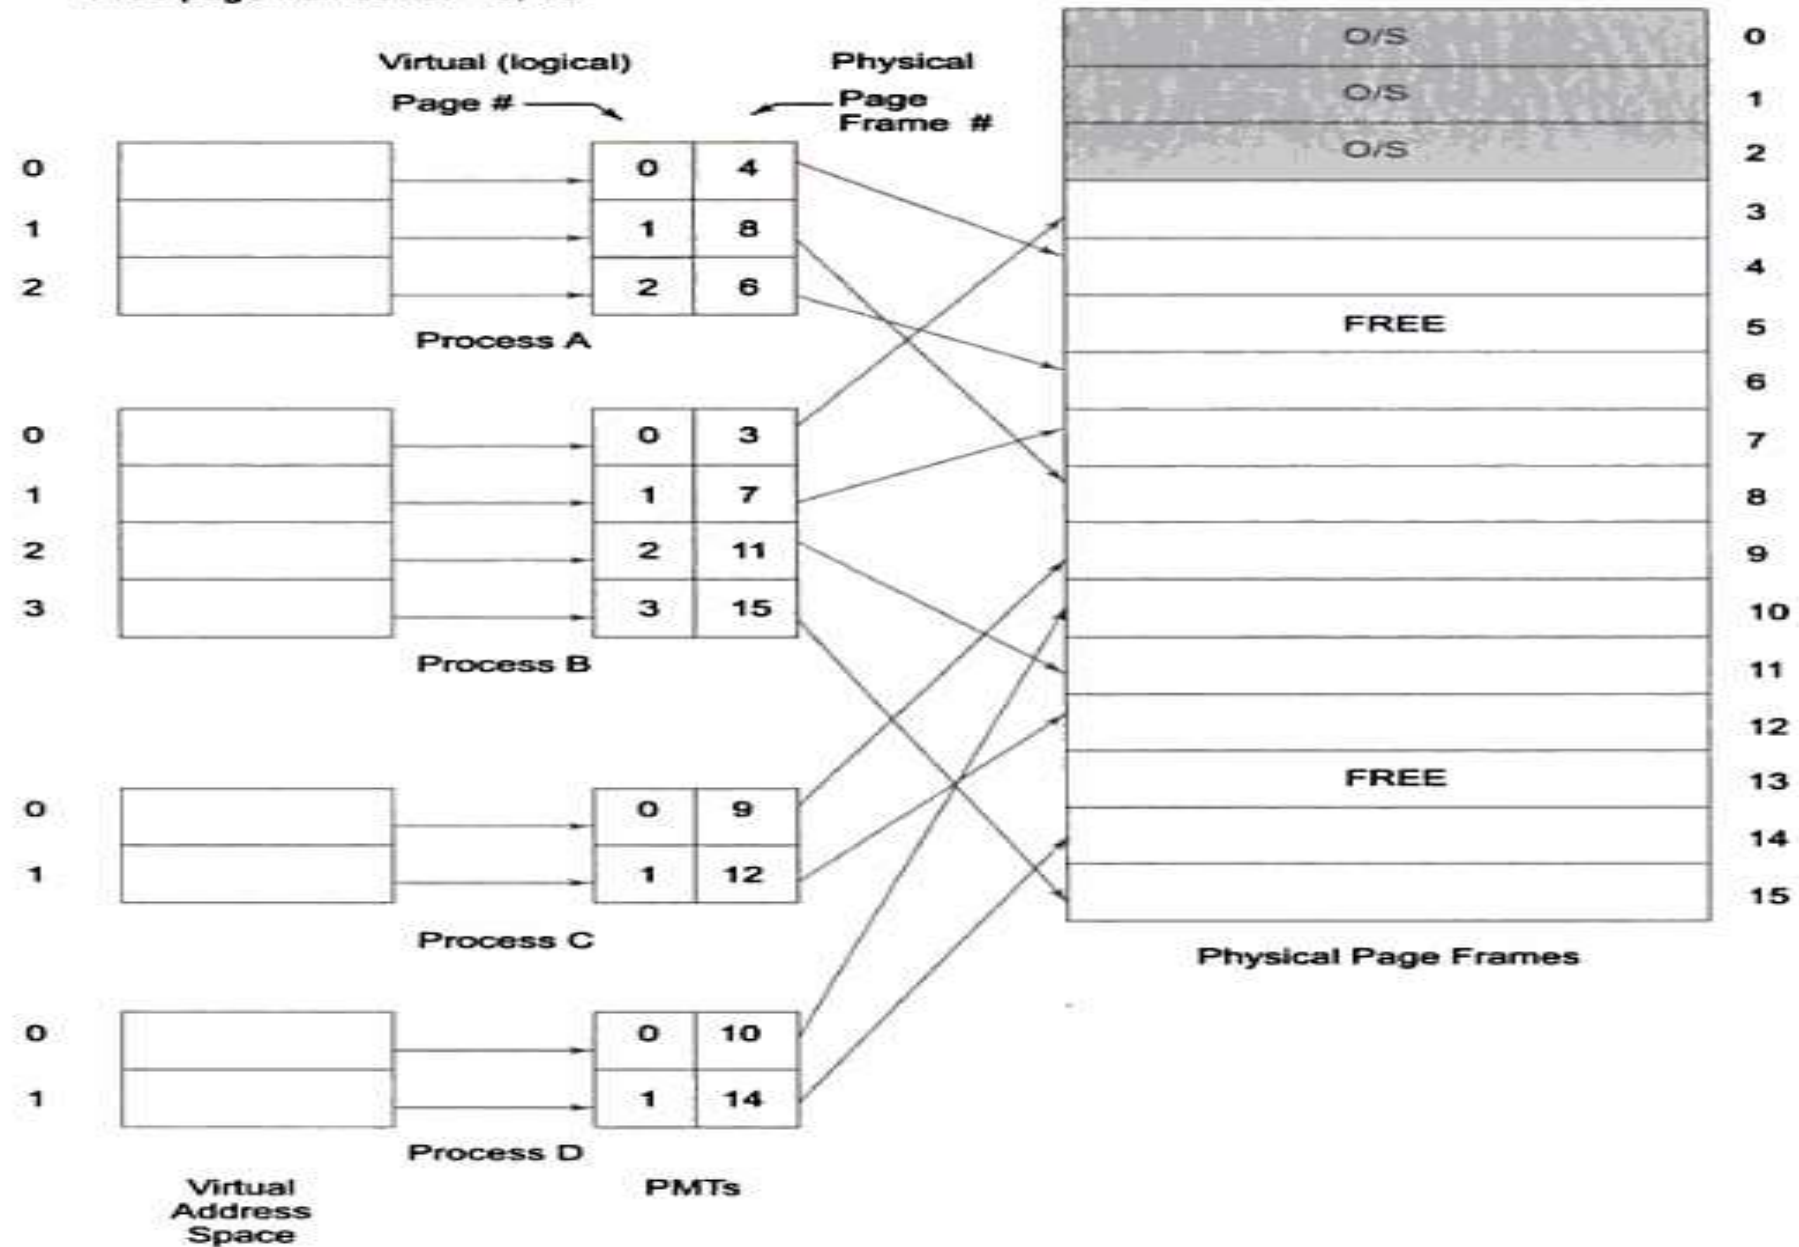 Virtual (logical)
Page #
Physical
Page
Frame #
0
1
2
0 4
1 8
2 6
Process A
0
1
2
3
0 3
1 7
2 11
3 15
Process B
0
1
0 9
1 12
Process C
0
1
0 10
1 14
Process D
Virtual
Address
Space
PMTs
O/S 0
O/S 1
O/S 2
3
4
FREE 5
6
7
8
9
10
11
12
FREE 13
14
15
Physical Page Frames